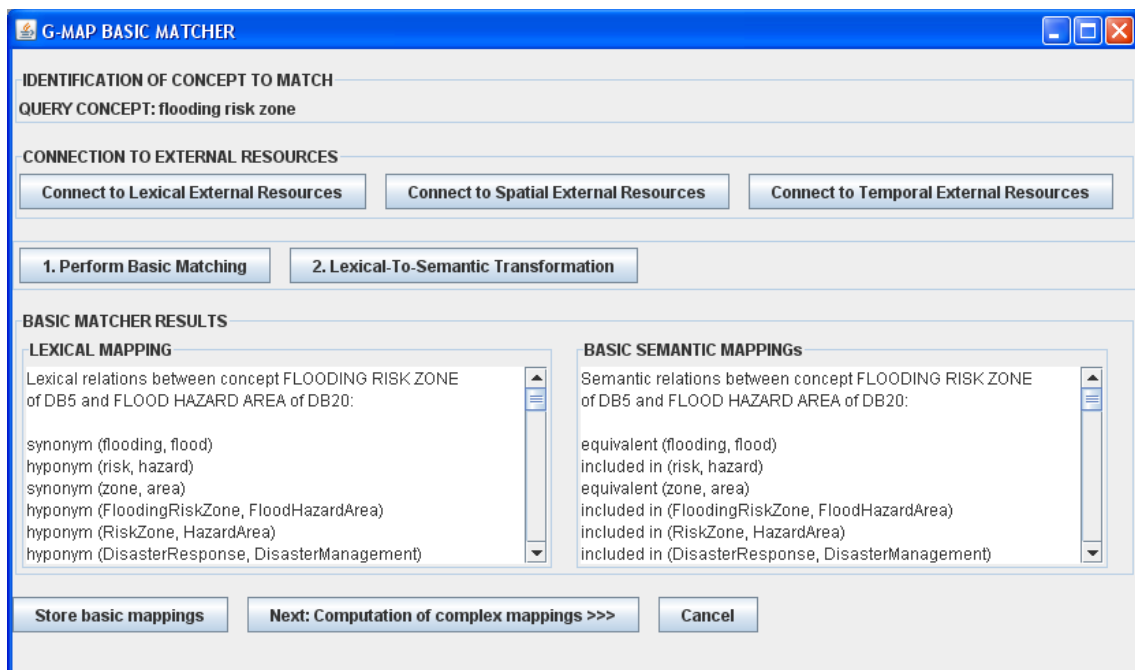 G-MAP BASIC MATCHER
IDENTIFICATION OF CONCEPT TO MATCH
QUERY CONCEPT: flooding risk zone
CONNECTION TO EXTERNAL RESOURCES
Connect to Lexical External Resources
Connect to Spatial External Resources
Connect to Temporal External Resources
1. Perform Basic Matching
2. Lexical-To-Semantic Transformation
BASIC MATCHER RESULTS
LEXICAL MAPPING
Lexical relations between concept FLOODING RISK ZONE
of DB5 and FLOOD HAZARD AREA of DB20:
synonym (flooding, flood)
hyponym (risk, hazard)
synonym (zone, area)
hyponym (FloodingRiskZone, FloodHazardArea)
hyponym (RiskZone, HazardArea)
hyponym (DisasterResponse, DisasterManagement)
BASIC SEMANTIC MAPPINGs
Semantic relations between concept FLOODING RISK ZONE
of DB5 and FLOOD HAZARD AREA of DB20:
equivalent (flooding, flood)
included in (risk, hazard)
equivalent (zone, area)
included in (FloodingRiskZone, FloodHazardArea)
included in (RiskZone, HazardArea)
included in (DisasterResponse, DisasterManagement)
Store basic mappings
Next: Computation of complex mappings >>>
Cancel